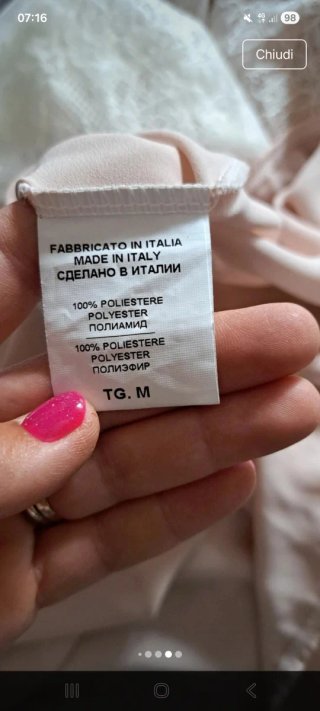 07:16
4G
98
Chiudi
FABBRICATO IN ITALIA
MADE IN ITALY
СДЕЛАНО В ИТАЛИИ
100% POLIESTERE
POLYESTER
ПОЛИАМИД
100% POLIESTERE
POLYESTER
ПОЛИЭФИР
TG. M